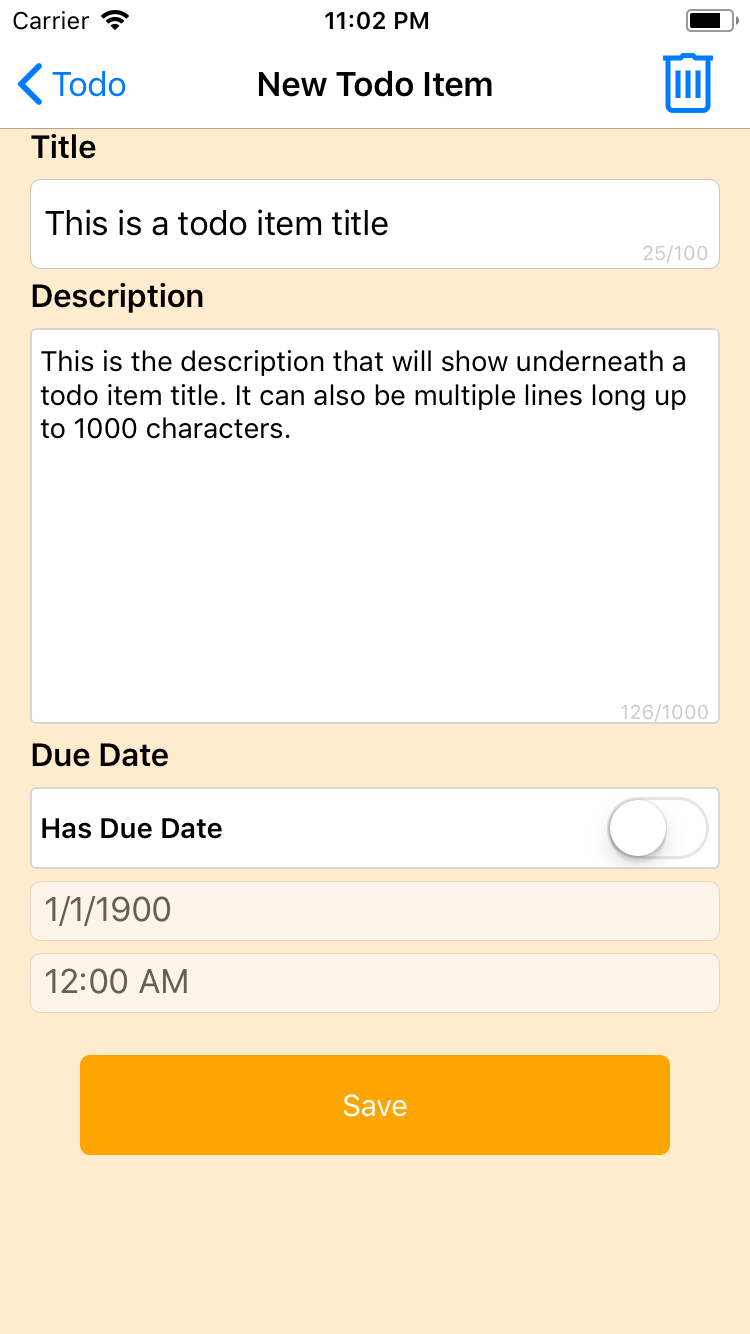 Carrier 11:02 PM
Todo New Todo Item
Title
This is a todo item title
25/100
Description
This is the description that will show underneath a
todo item title. It can also be multiple lines long up
to 1000 characters.
126/1000
Due Date
Has Due Date
1/1/1900
12:00 AM
Save